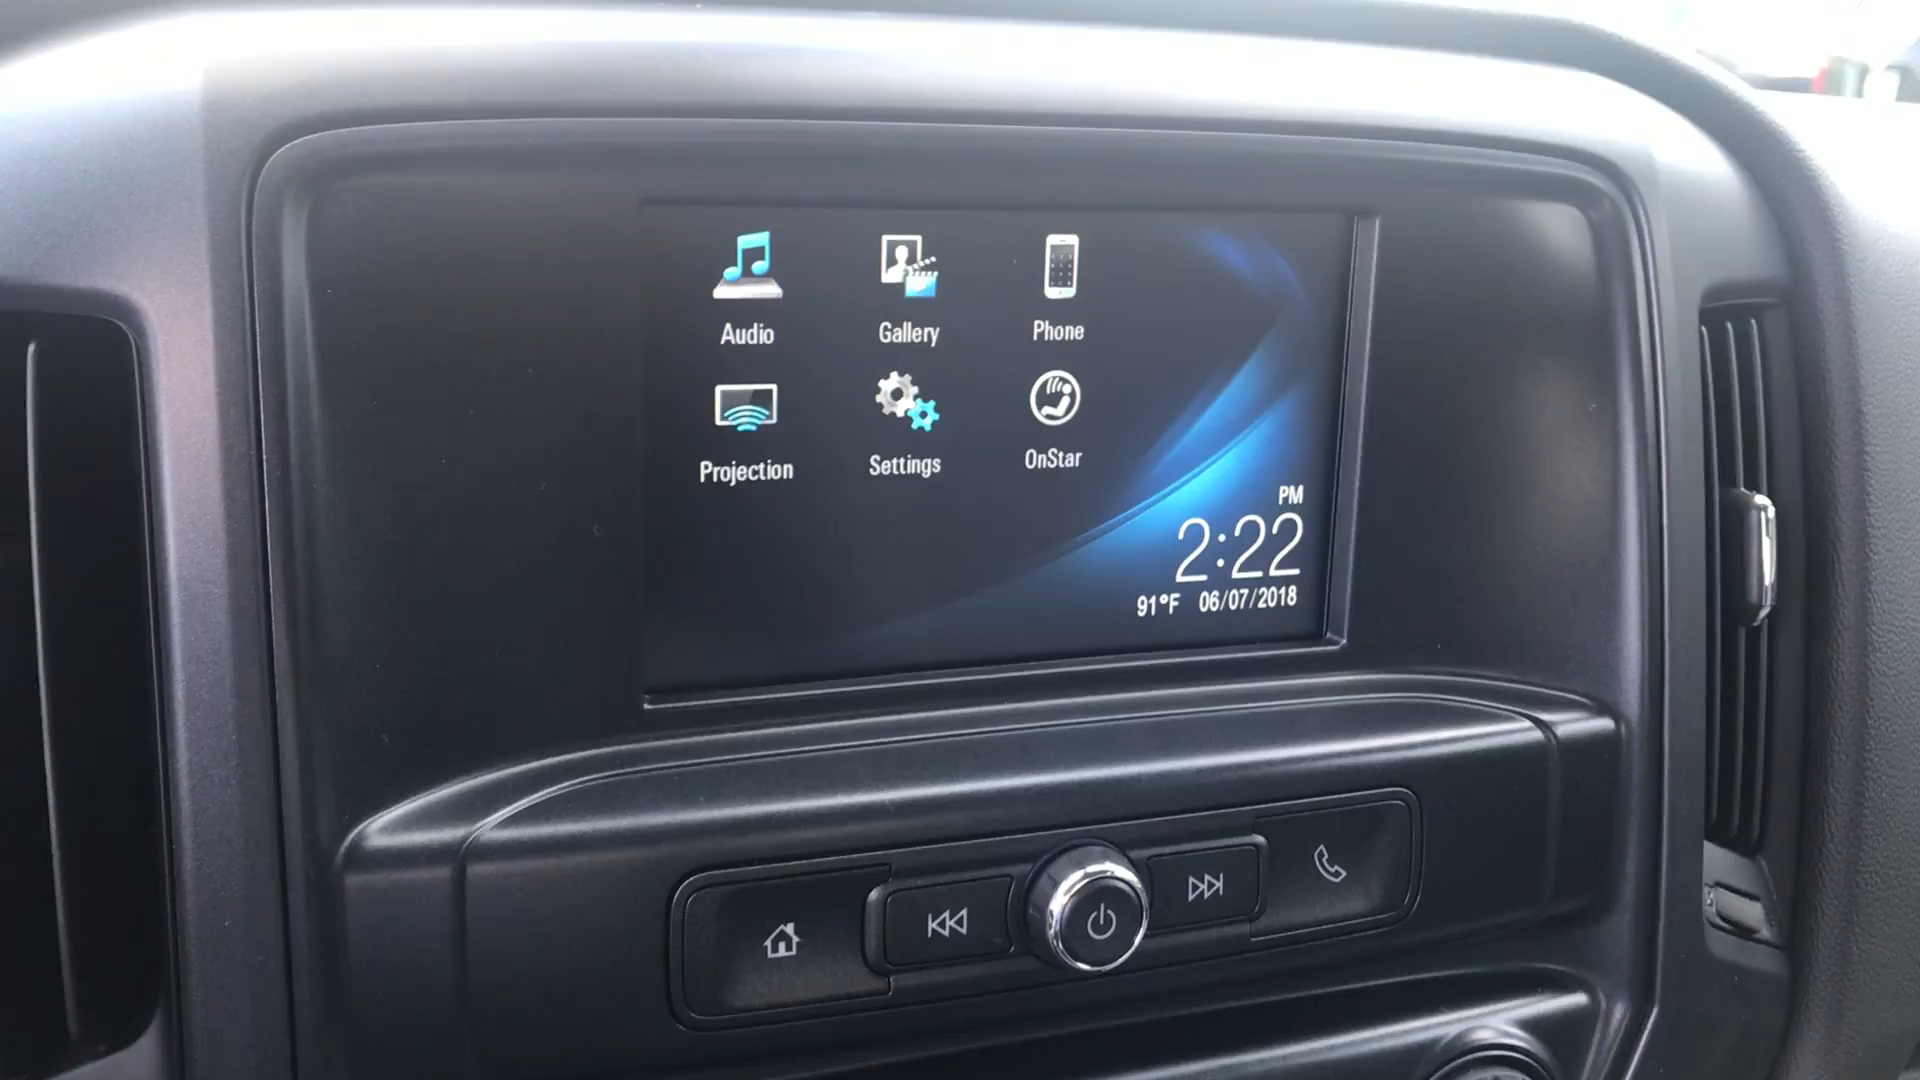 Audio Gallery Phone
Projection Settings OnStar
PM
2:22
91°F 06/07/2018